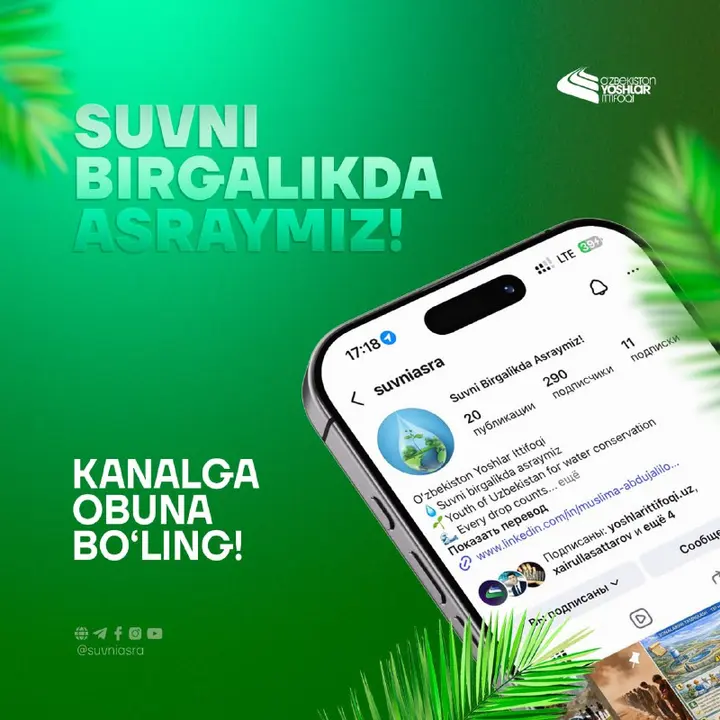 O'ZBEKISTON
YOSHLAR
ITTIFOQI
SUVNI
BIRGALIKDA
ASRAYMIZ!
17:18
LTE 39
suvniasra
Suvni Birgalikda Asraymiz!
20 290 11
публикации подписчики подписки
O'zbekiston Yoshlar Ittifoqi
Suvni birgalikda asraymiz
Youth of Uzbekistan for water conservation
Every drop counts... ещё
Показать перевод
www.linkedin.com/in/muslima-abdujalilo...
Подписаны: yoshlarittifoqi.uz,
xairullasattarov и ещё 4
Вы подписаны
KANALGA
OBUNA
BO‘LING!
@suvniasra